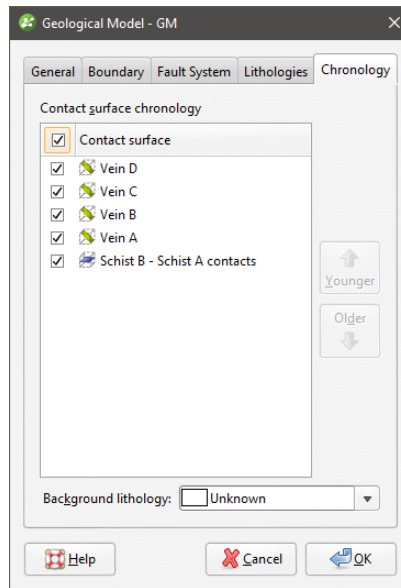 Geological Model - GM
General Boundary Fault System Lithologies Chronology
Contact surface chronology
Contact surface
Vein D
Vein C
Vein B
Vein A
Schist B - Schist A contacts
Younger
Older
Background lithology: Unknown
Help Cancel OK